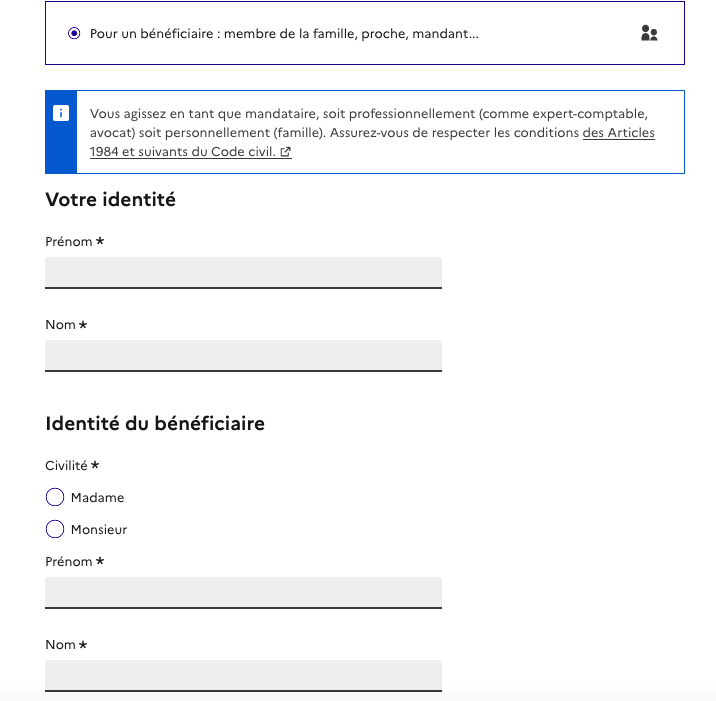 Pour un bénéficiaire : membre de la famille, proche, mandant...
Vous agissez en tant que mandataire, soit professionnellement (comme expert-comptable,
avocat) soit personnellement (famille). Assurez-vous de respecter les conditions des Articles
1984 et suivants du Code civil.
Votre identité
Prénom *
Nom *
Identité du bénéficiaire
Civilité *
Madame
Monsieur
Prénom *
Nom *